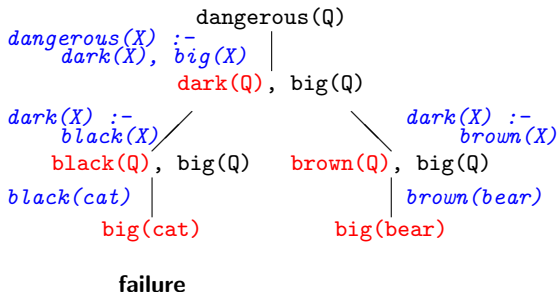 dangerous(Q)
dangerous(X) :-
dark(X), big(X)
dark(Q), big(Q)
dark(X) :-
black(X)
dark(X) :-
brown(X)
black(Q), big(Q)
brown(Q), big(Q)
black(cat)
brown(bear)
big(cat)
big(bear)
failure